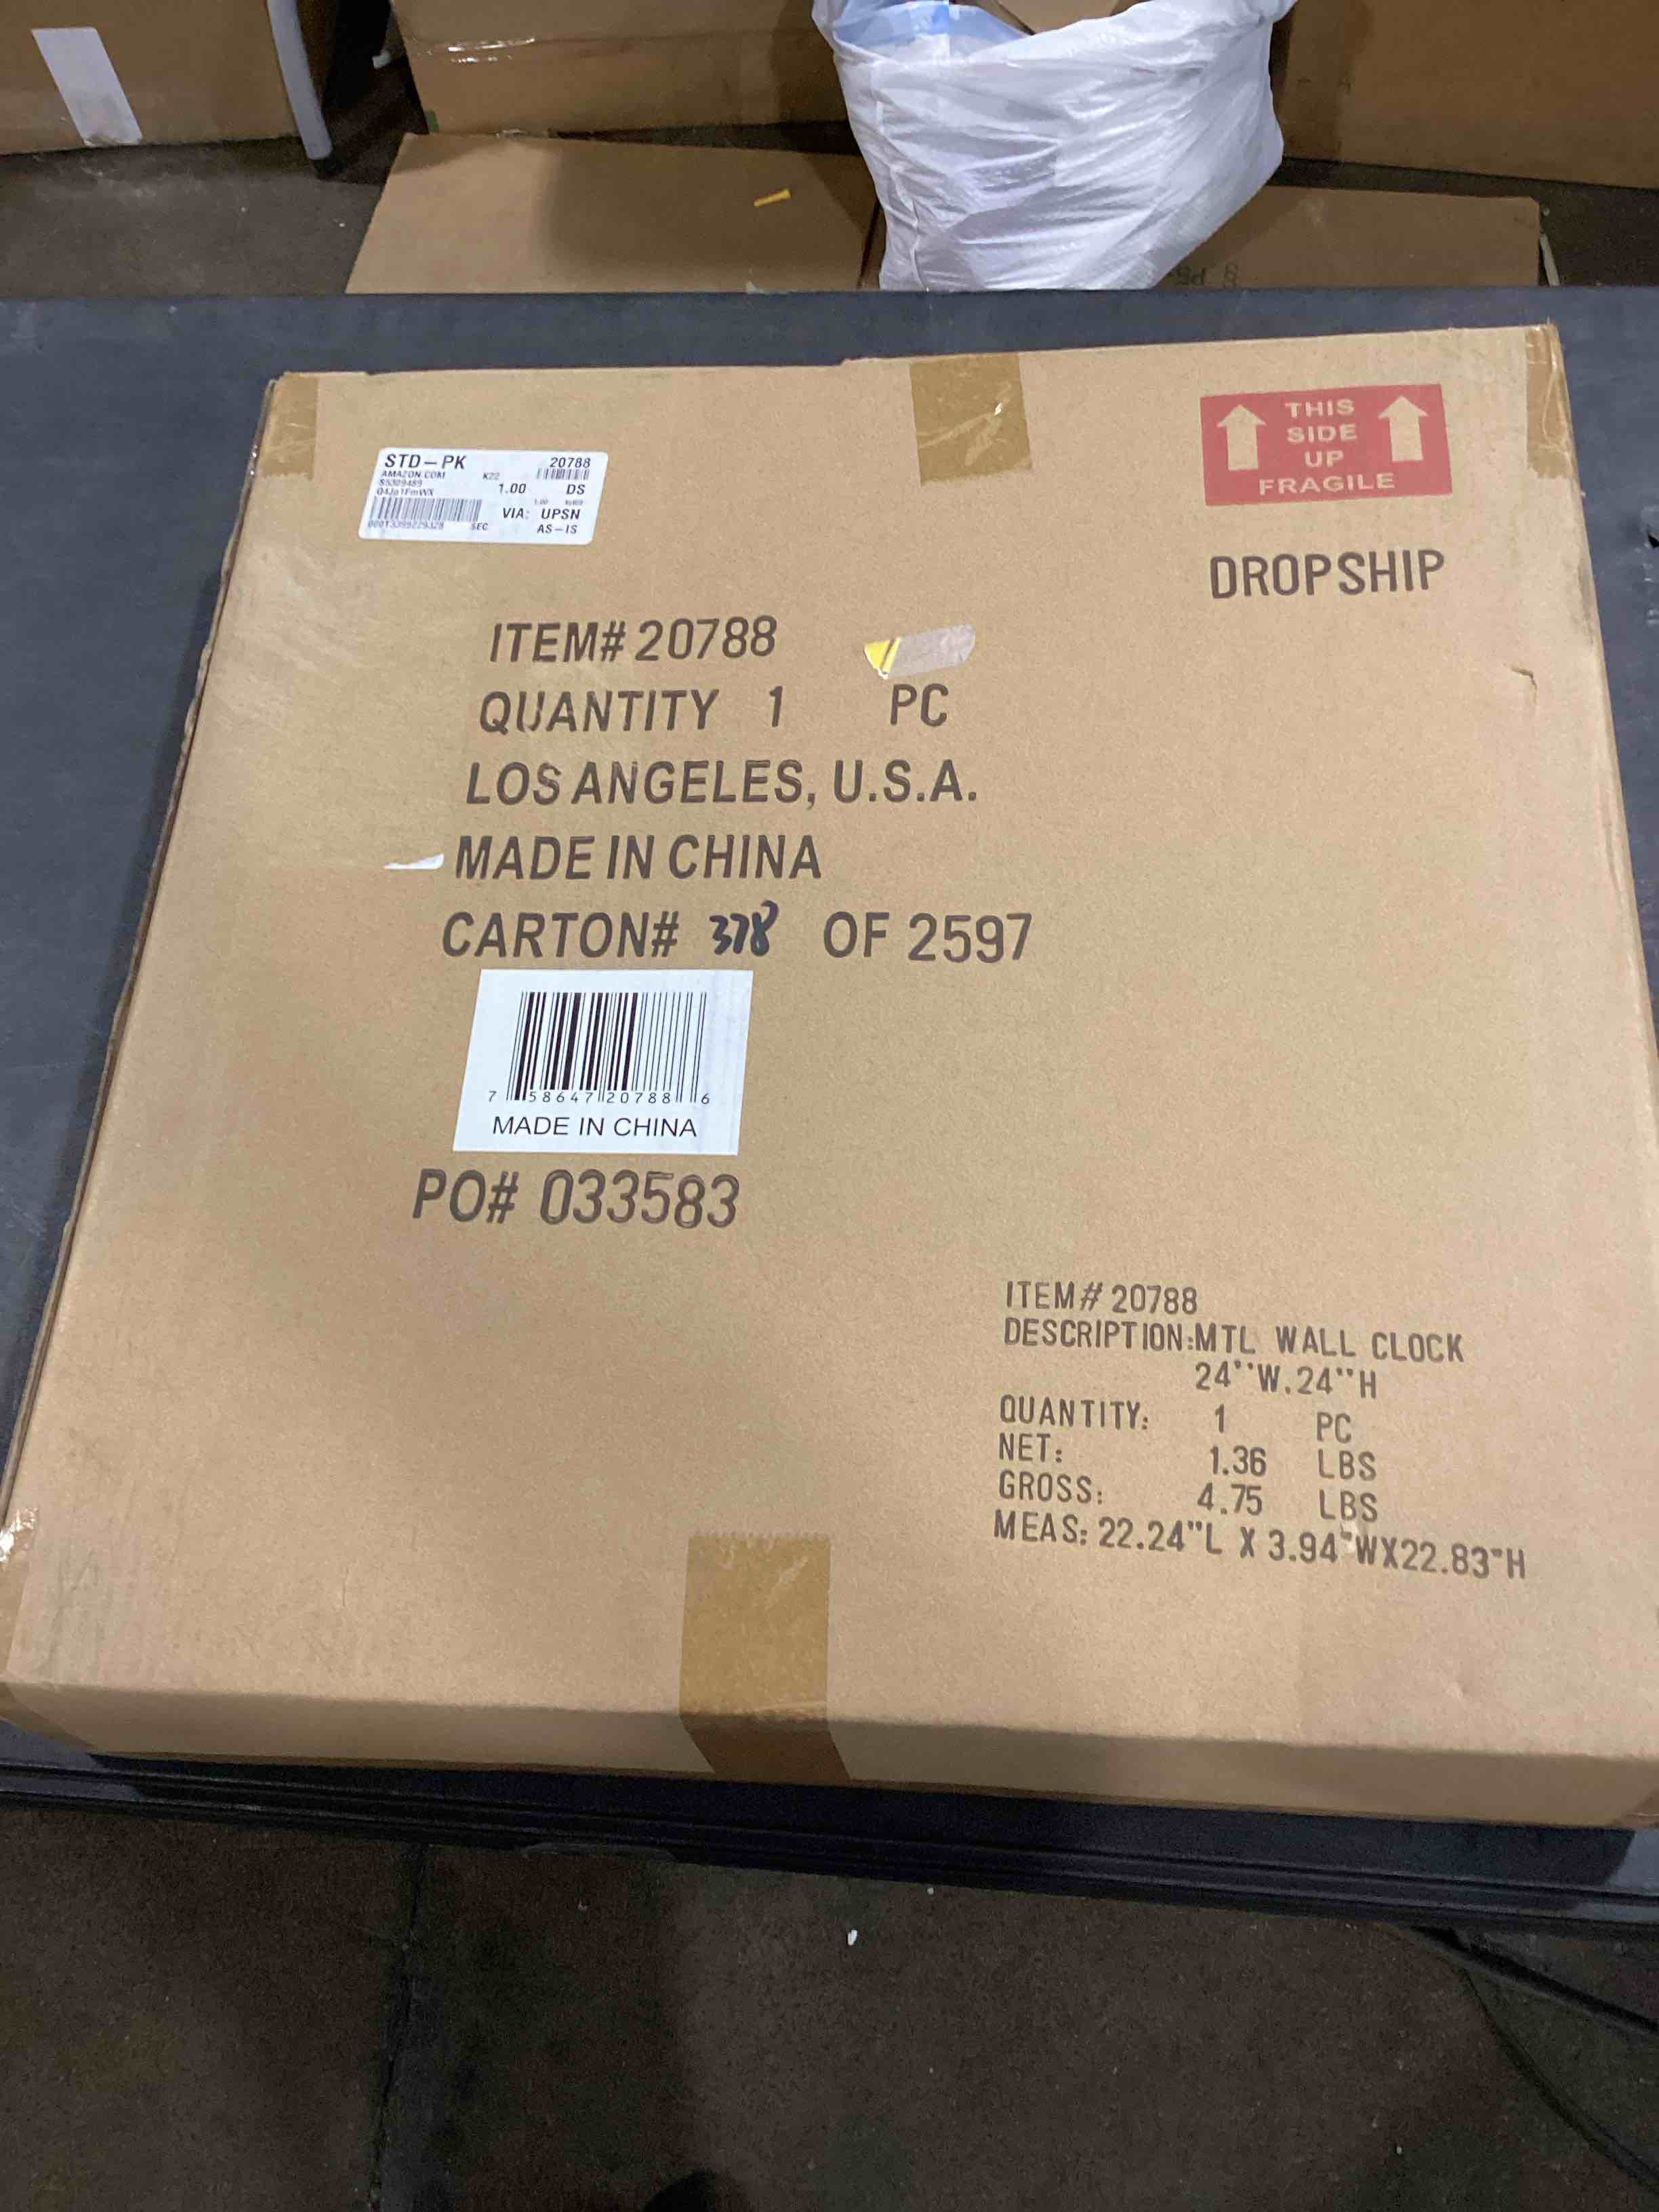 STD-PK 20788
AMAZON.COM K22
S5309489
1.00 DS
VIA: UPSN
SEC AS-IS
THIS
SIDE
UP
FRAGILE
DROPSHIP
ITEM# 20788
QUANTITY 1 PC
LOS ANGELES, U.S.A.
MADE IN CHINA
CARTON# 378 OF 2597
7 58647 20788 6
MADE IN CHINA
PO# 033583
ITEM# 20788
DESCRIPTION:MTL WALL CLOCK
24"W.24"H
QUANTITY: 1 PC
NET: 1.36 LBS
GROSS: 4.75 LBS
MEAS: 22.24"L X 3.94"WX22.83"H